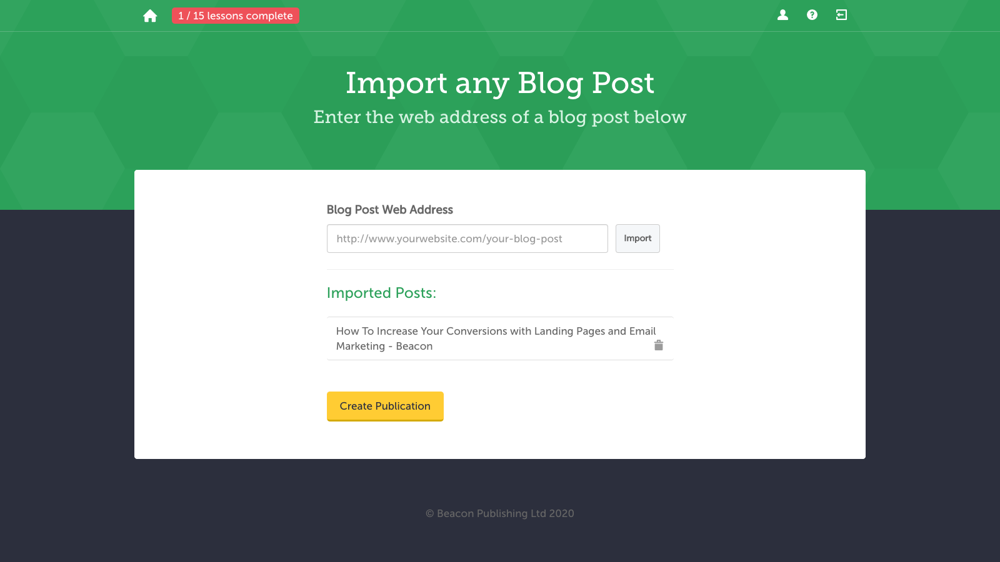 1 / 15 lessons complete
Import any Blog Post
Enter the web address of a blog post below
Blog Post Web Address
http://www.yourwebsite.com/your-blog-post
Import
Imported Posts:
How To Increase Your Conversions with Landing Pages and Email
Marketing - Beacon
Create Publication
© Beacon Publishing Ltd 2020